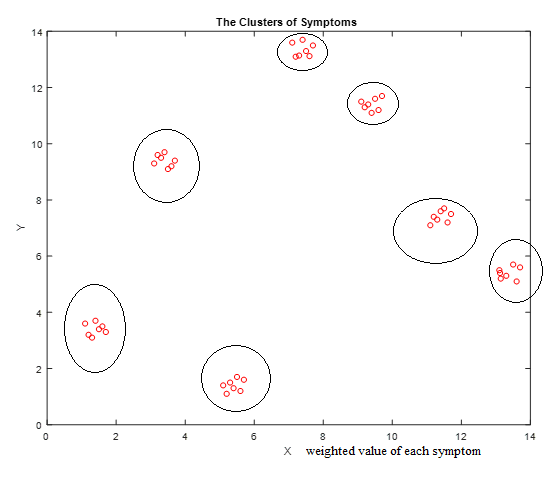 The Clusters of Symptoms
14
12
10
8
6
4
2
0
Y
0 2 4 6 8 10 12 14
X weighted value of each symptom